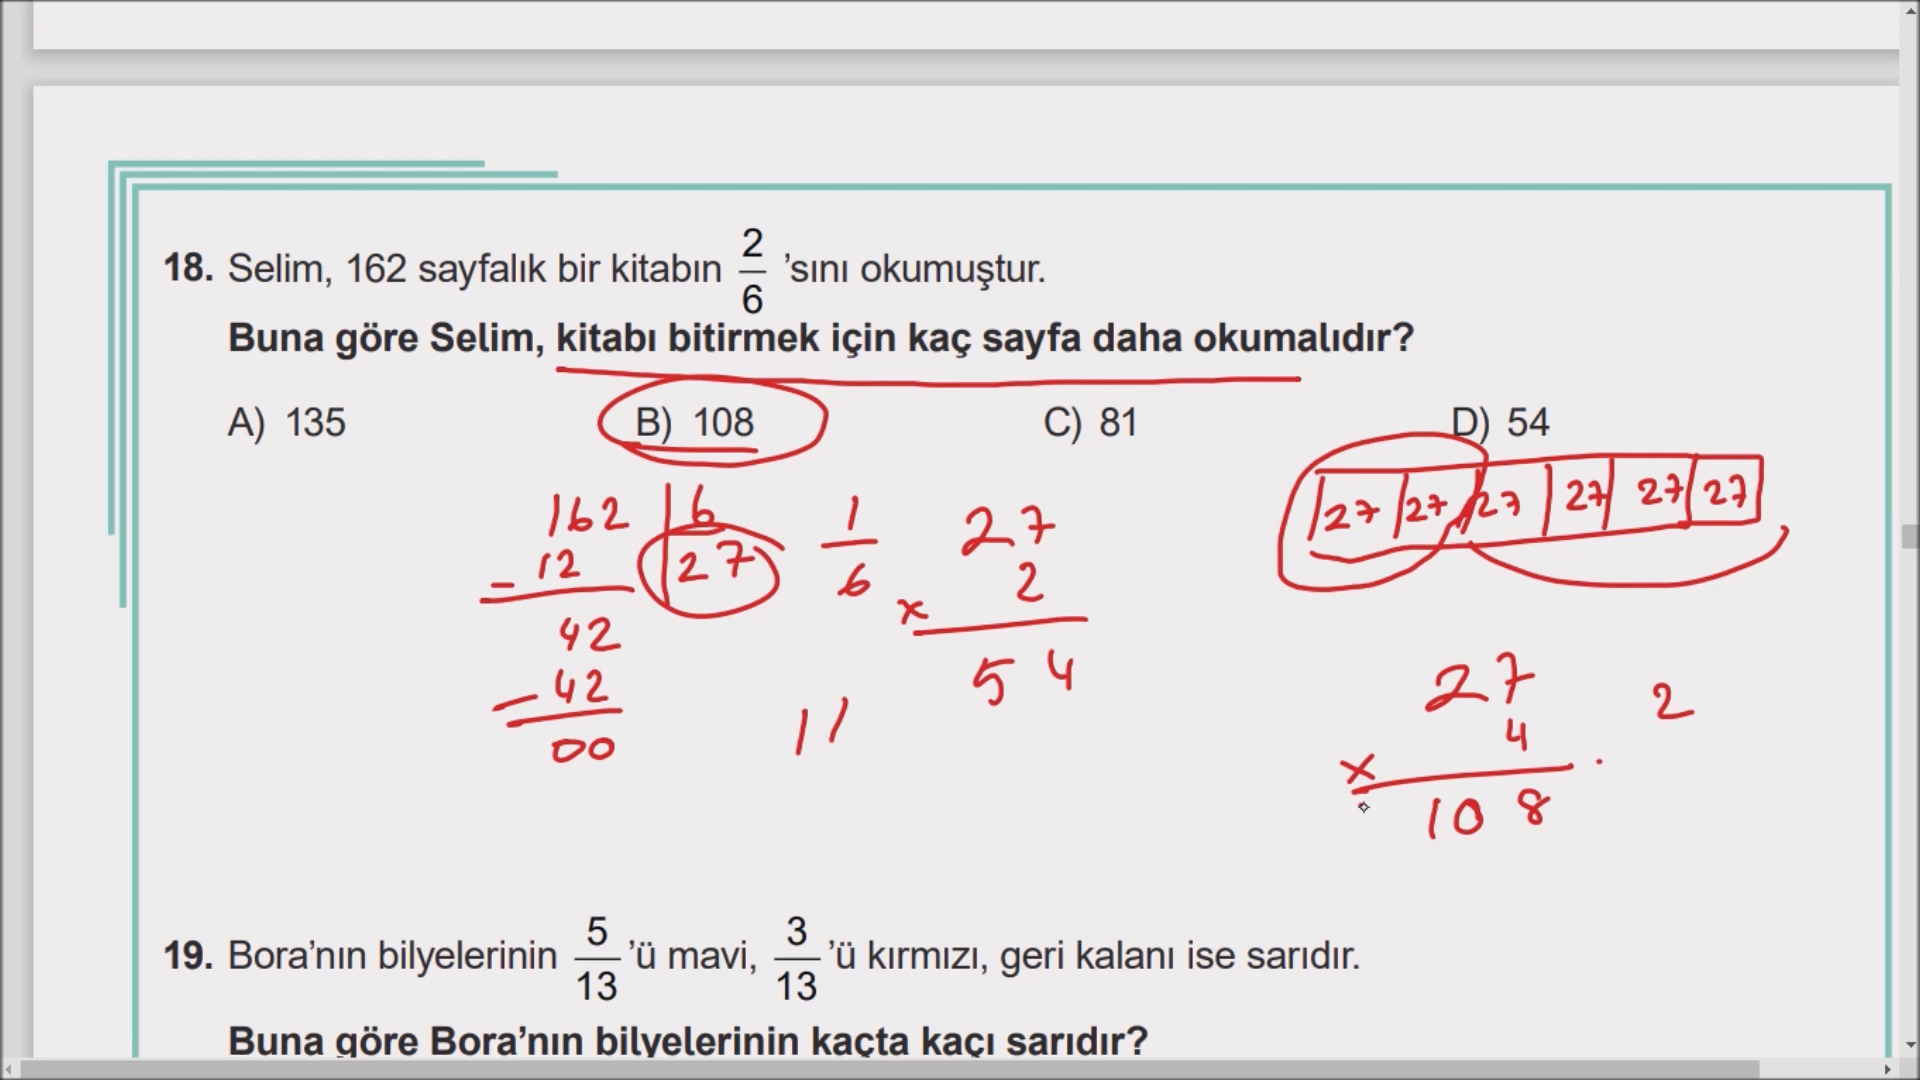 18. Selim, 162 sayfalık bir kitabın 2/6 ’sını okumuştur.
Buna göre Selim, kitabı bitirmek için kaç sayfa daha okumalıdır?
A) 135 B) 108 C) 81 D) 54
27 27 27 27 27 27
162 6
- 12 27
42
- 42
00
1/6
27
x 2
54
11
27
x 4
108
. 2
19. Bora’nın bilyelerinin 5/13 ’ü mavi, 3/13 ’ü kırmızı, geri kalanı ise sarıdır.
Buna göre Bora’nın bilyelerinin kaçta kaçı sarıdır?